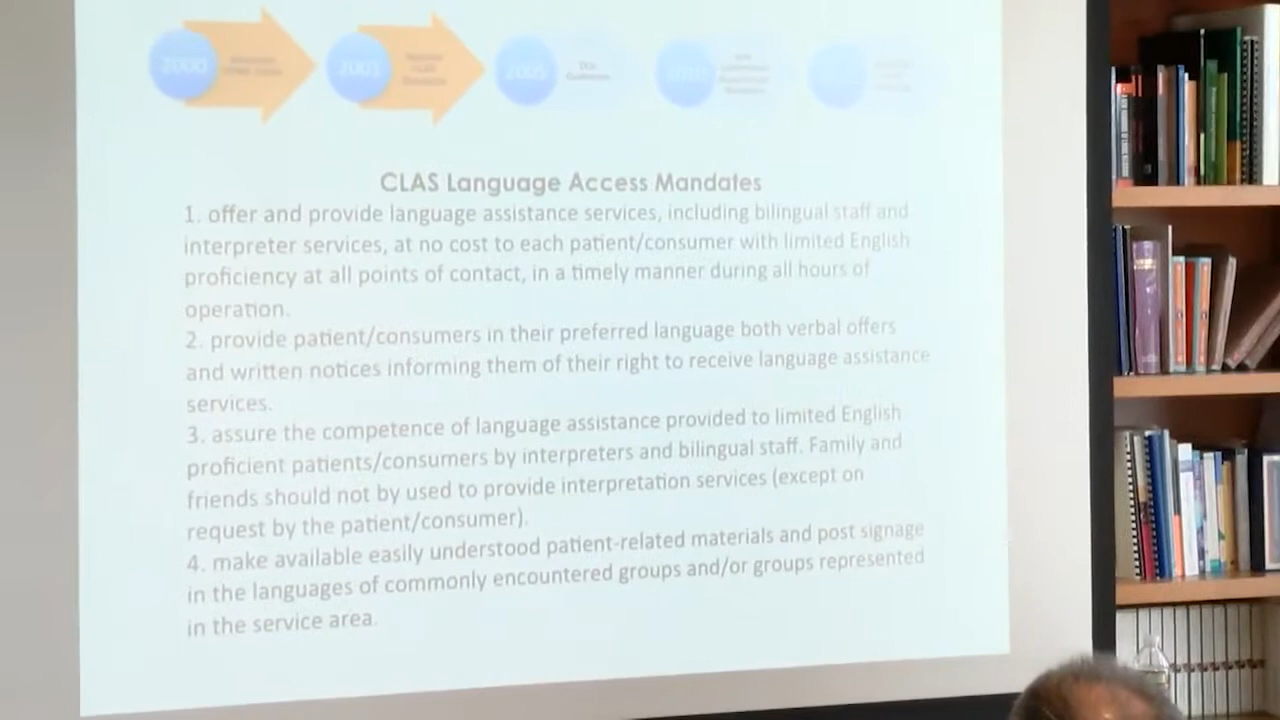 2000
2001
2005
CLAS Language Access Mandates
1. offer and provide language assistance services, including bilingual staff and
interpreter services, at no cost to each patient/consumer with limited English
proficiency at all points of contact, in a timely manner during all hours of
operation.
2. provide patient/consumers in their preferred language both verbal offers
and written notices informing them of their right to receive language assistance
services.
3. assure the competence of language assistance provided to limited English
proficient patients/consumers by interpreters and bilingual staff. Family and
friends should not by used to provide interpretation services (except on
request by the patient/consumer).
4. make available easily understood patient-related materials and post signage
in the languages of commonly encountered groups and/or groups represented
in the service area.